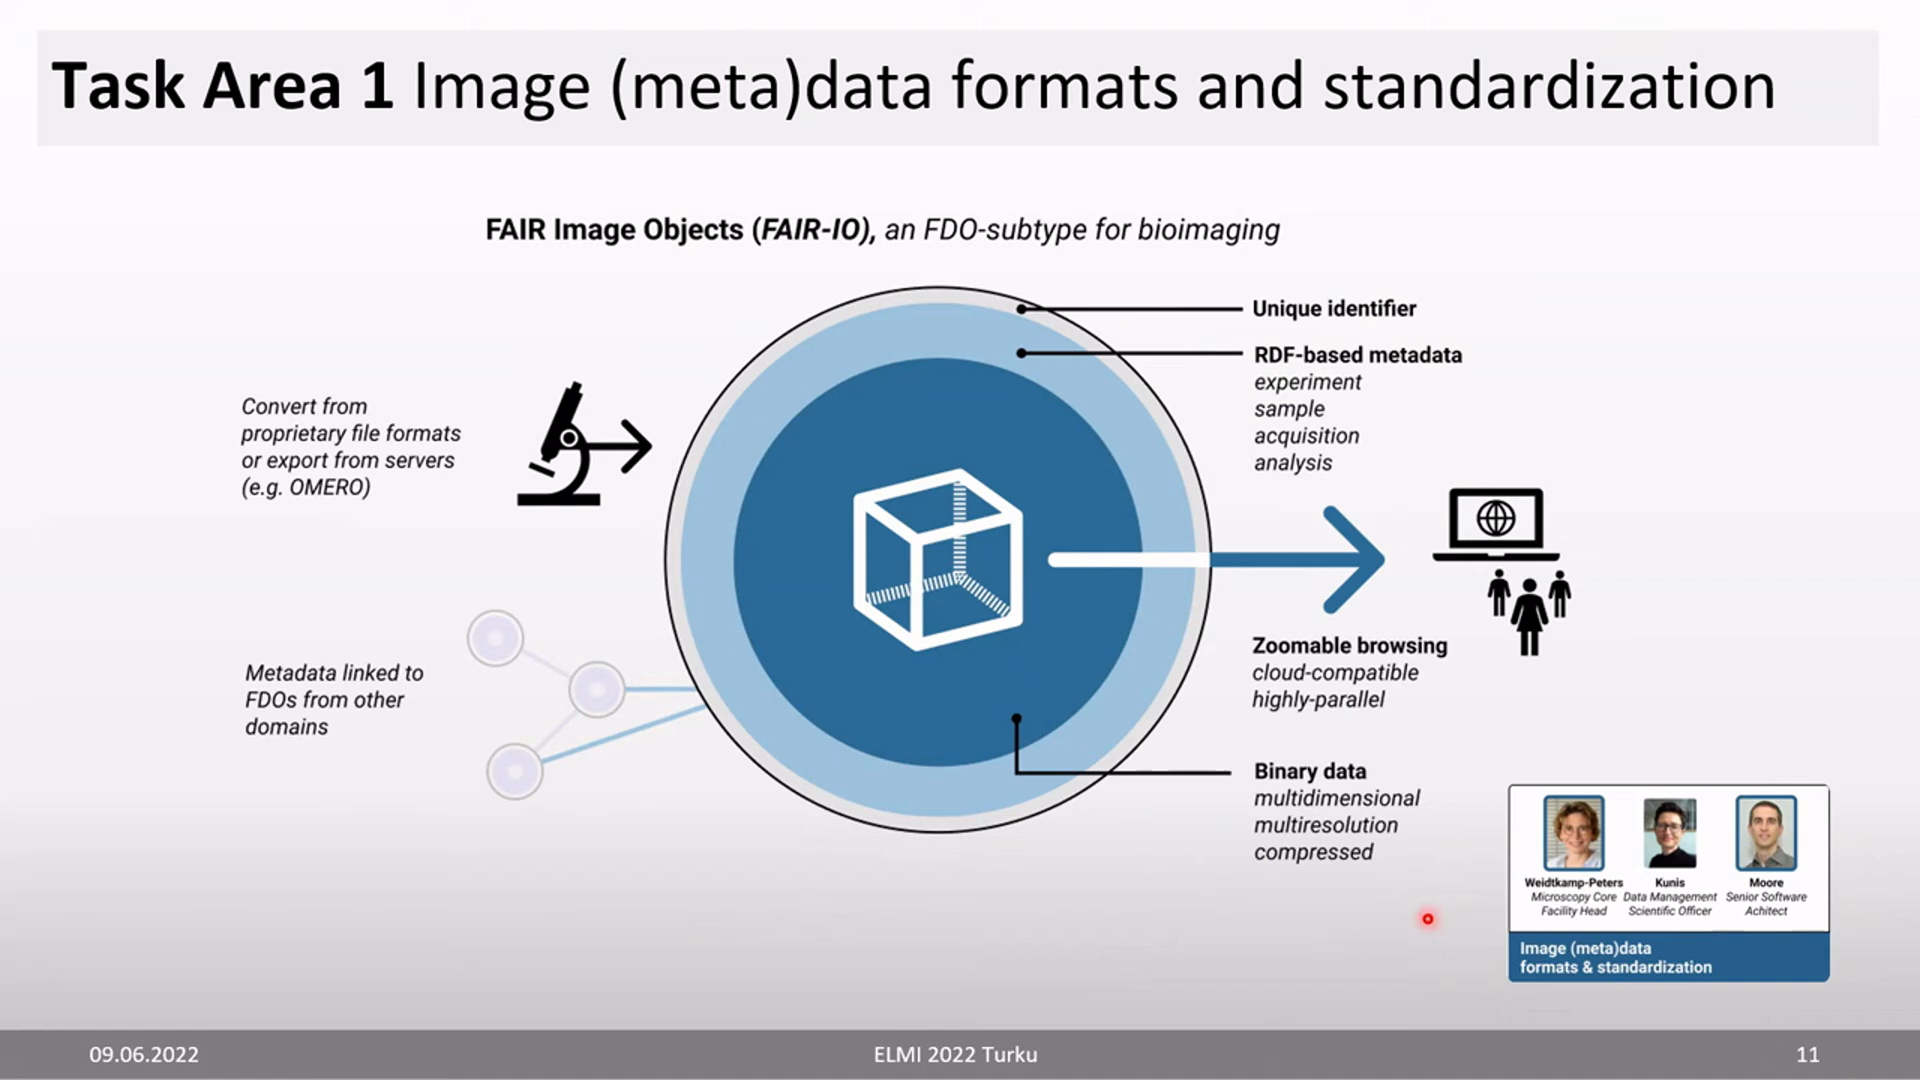 Task Area 1 Image (meta)data formats and standardization
FAIR Image Objects (FAIR-IO), an FDO-subtype for bioimaging
Unique identifier
RDF-based metadata
experiment
sample
acquisition
analysis
Convert from
proprietary file formats
or export from servers
(e.g. OMERO)
Metadata linked to
FDOs from other
domains
Zoomable browsing
cloud-compatible
highly-parallel
Binary data
multidimensional
multiresolution
compressed
Weidtkamp-Peters
Microscopy Core
Facility Head
Kunis
Data Management
Scientific Officer
Moore
Senior Software
Achitect
Image (meta)data
formats & standardization
09.06.2022
ELMI 2022 Turku
11